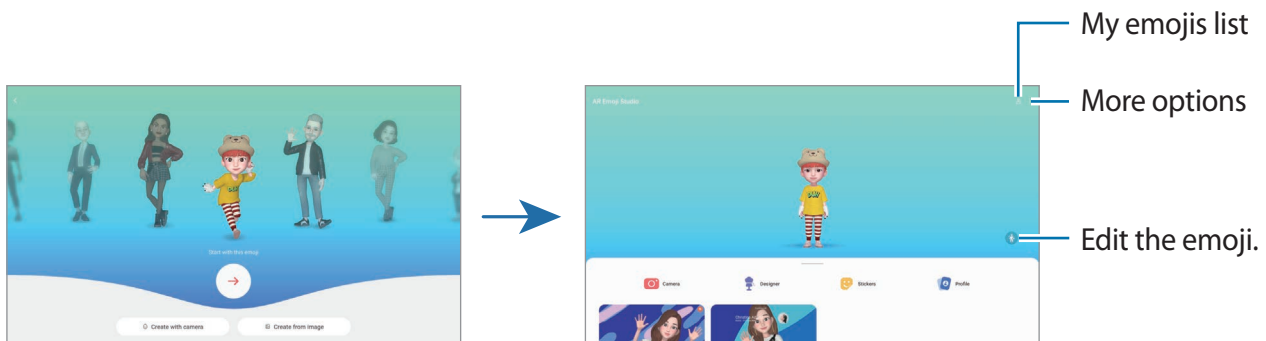 My emojis list
AR Emoji Studio
More options
Start with this emoji
Edit the emoji.
Camera
Designer
Stickers
Profile
Create with camera
Create from image